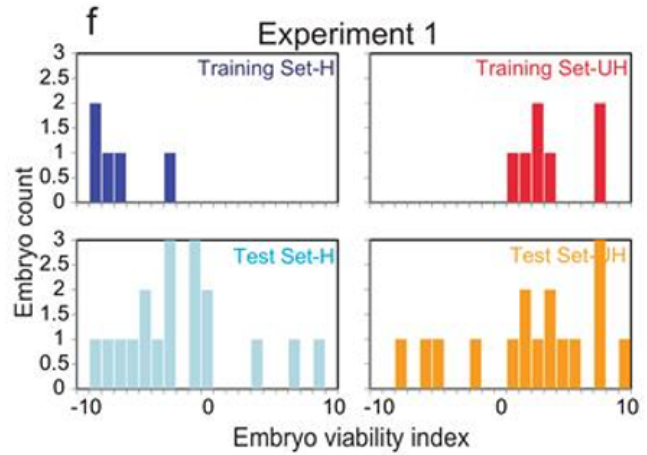 f
Experiment 1
Training Set-H
Training Set-UH
3
2.5
2
1.5
1
0.5
0
Embryo count
Test Set-H
Test Set-UH
3
2.5
2
1.5
1
0.5
0
-10 0 10
-10 0 10
Embryo viability index